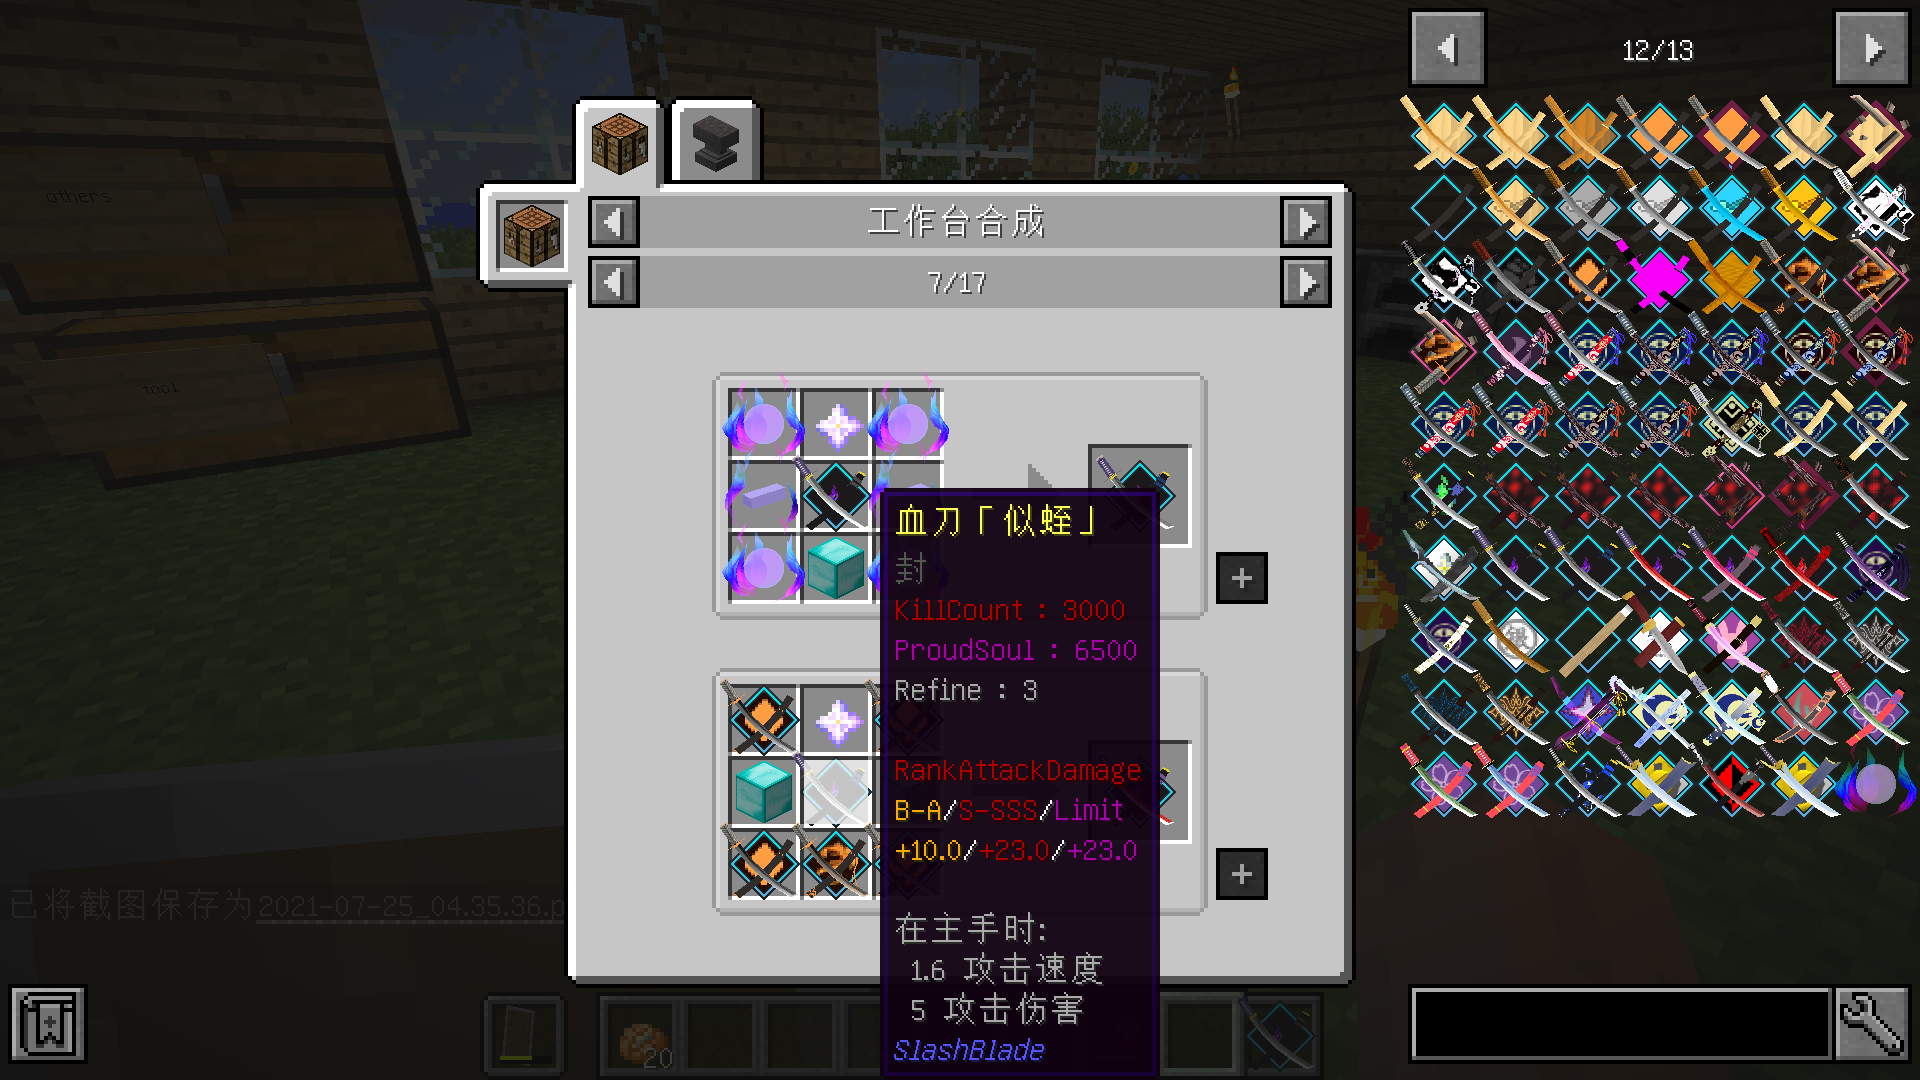 12/13
others
工作台合成
7/17
tool
血刀「似蛭」
封
KillCount : 3000
ProudSoul : 6500
Refine : 3
RankAttackDamage
B-A/S-SSS/Limit
+10.0/+23.0/+23.0
在主手时:
1.6 攻击速度
5 攻击伤害
SlashBlade
已将截图保存为2021-07-25_04.35.36.p
20